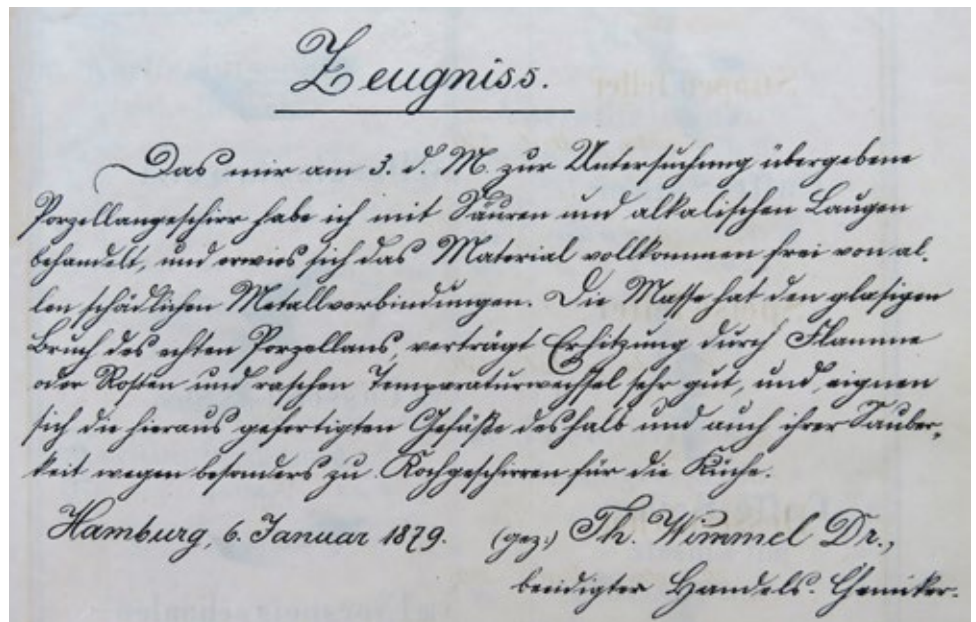 Zeugniss.
Das mir am 3. d. M. zur Untersuchung übergebene
Porzellangeschirr habe ich mit Säuren und alkalischen Laugen
behandelt, und erwies sich das Material vollkommen frei von al-
len schädlichen Metallverbindungen. Die Masse hat den glasigen
Bruch des echten Porzellans, verträgt Erhitzung durch Flamme
oder Rosten und raschen Temperaturwechsel sehr gut, und eignen
sich die hieraus gefertigten Gefäße deshalb und auch ihrer Sauber-
keit wegen besonders zu Kochgeschirren für die Küche.
Hamburg, 6. Januar 1879. (gez:) Th. Wimmel Dr.,
beeidigter Handels-Chemiker.